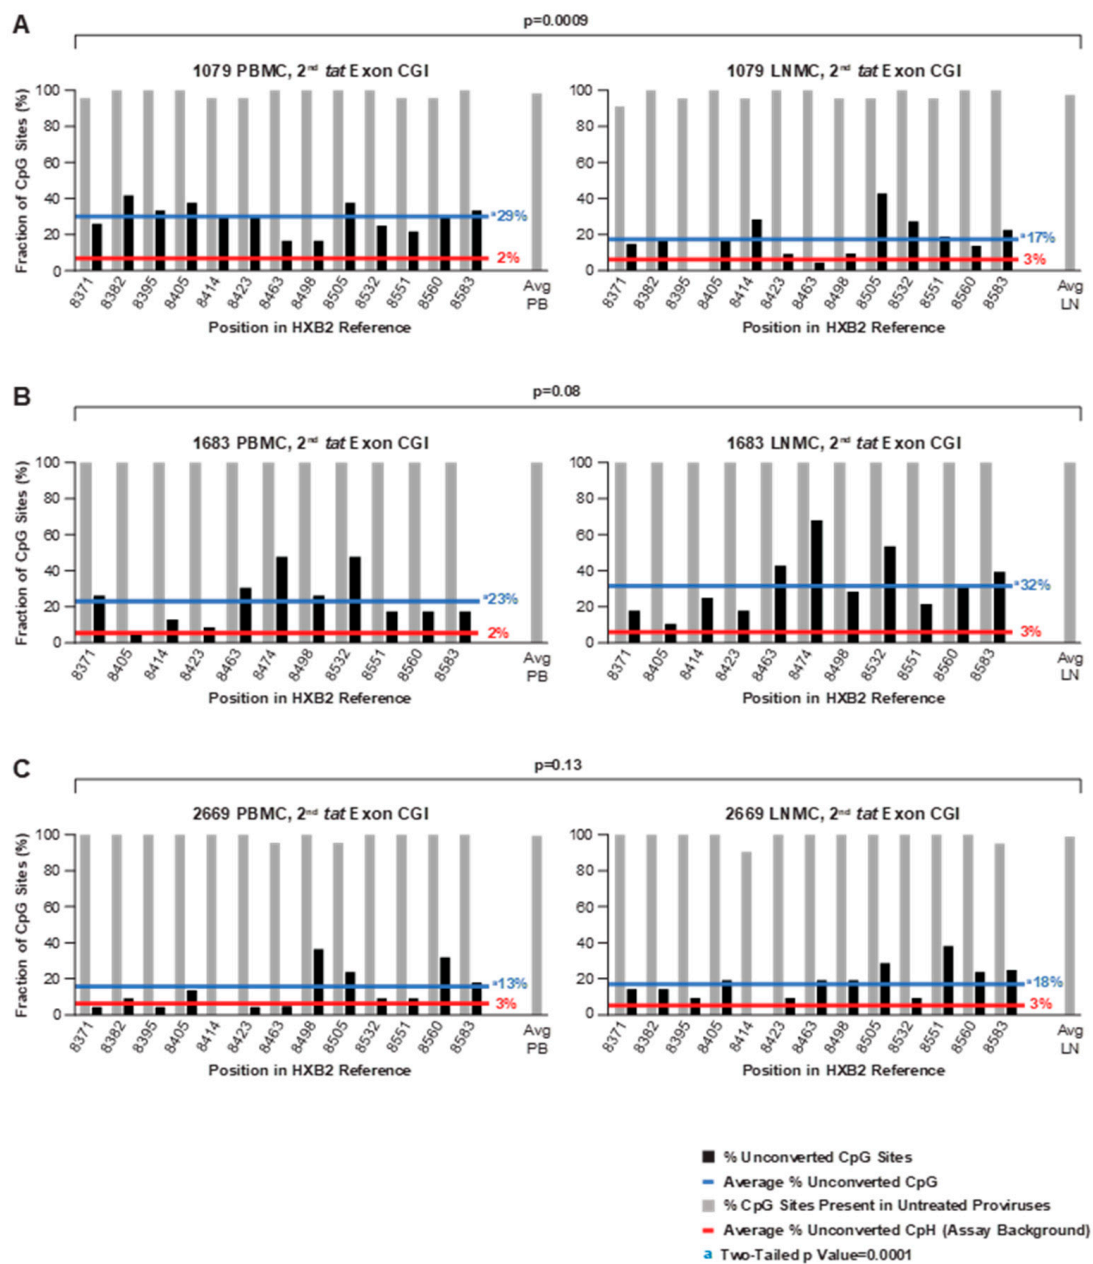 A
p=0.0009
1079 PBMC, 2nd tat Exon CGI
1079 LNMC, 2nd tat Exon CGI
Fraction of CpG Sites (%)
100
80
60
40
20
0
a29%
2%
8371 8382 8395 8405 8414 8423 8463 8498 8505 8532 8551 8560 8583
Avg PB
Position in HXB2 Reference
100
80
60
40
20
0
a17%
3%
8371 8382 8395 8405 8414 8423 8463 8498 8505 8532 8551 8560 8583
Avg LN
Position in HXB2 Reference
B
p=0.08
1683 PBMC, 2nd tat Exon CGI
1683 LNMC, 2nd tat Exon CGI
Fraction of CpG Sites (%)
100
80
60
40
20
0
a23%
2%
8371 8405 8414 8423 8463 8474 8498 8532 8551 8560 8583
Avg PB
Position in HXB2 Reference
100
80
60
40
20
0
a32%
3%
8371 8405 8414 8423 8463 8474 8498 8532 8551 8560 8583
Avg LN
Position in HXB2 Reference
C
p=0.13
2669 PBMC, 2nd tat Exon CGI
2669 LNMC, 2nd tat Exon CGI
Fraction of CpG Sites (%)
100
80
60
40
20
0
a13%
3%
8371 8382 8395 8405 8414 8423 8463 8498 8505 8532 8551 8560 8583
Avg PB
Position in HXB2 Reference
100
80
60
40
20
0
a18%
3%
8371 8382 8395 8405 8414 8423 8463 8498 8505 8532 8551 8560 8583
Avg LN
Position in HXB2 Reference
% Unconverted CpG Sites
Average % Unconverted CpG
% CpG Sites Present in Untreated Proviruses
Average % Unconverted CpH (Assay Background)
a Two-Tailed p Value=0.0001